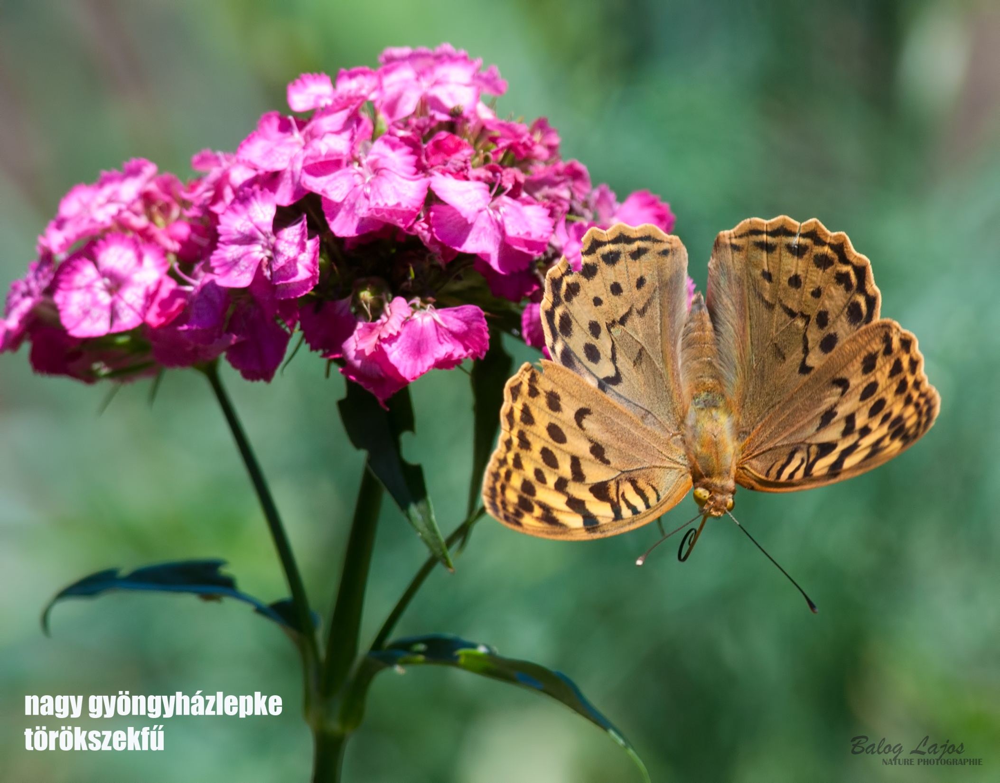 nagy gyöngyházlepke
törökszekfű
Balog Lajos
NATURE PHOTOGRAPHIE